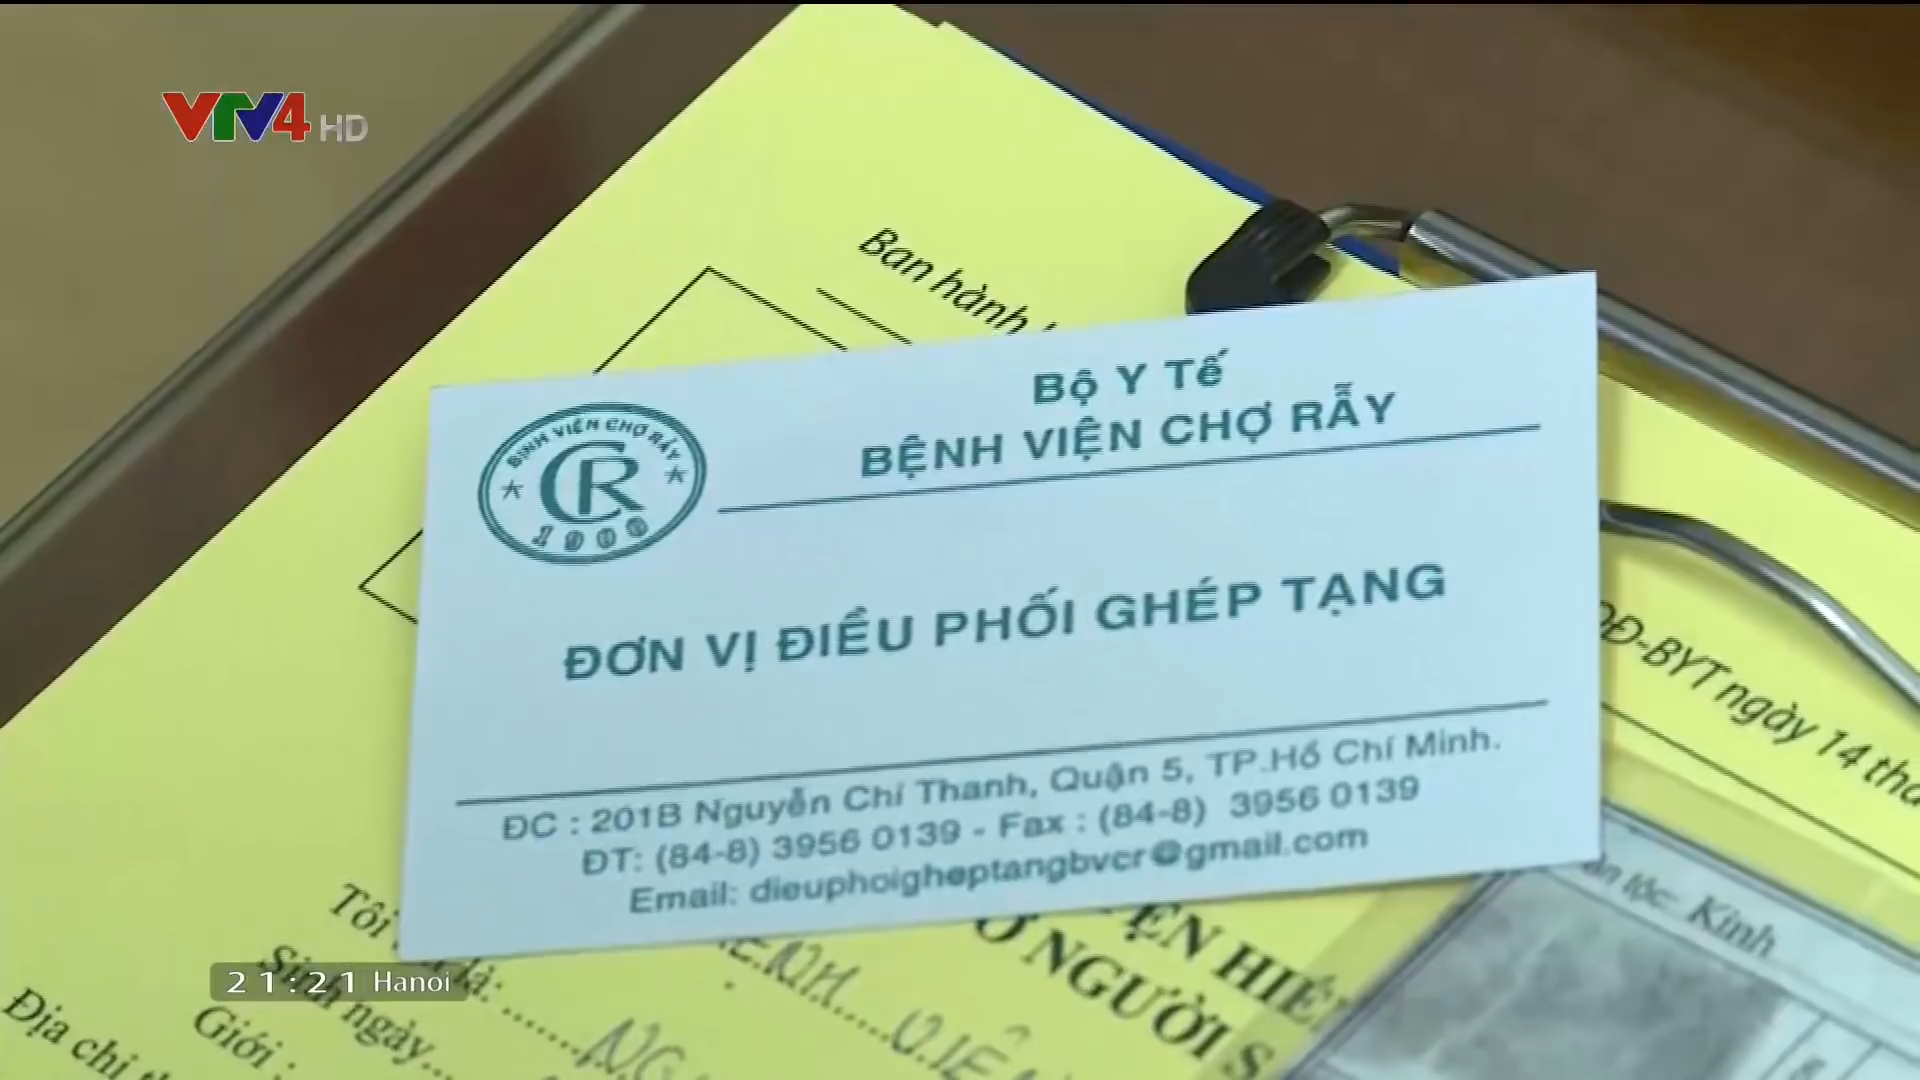 VTV4 HD
Ban hành
Bộ Y Tế
BỆNH VIỆN CHỢ RẪY
BỆNH VIỆN CHỢ RẪY
CR
1900
ĐƠN VỊ ĐIỀU PHỐI GHÉP TẠNG
ĐC : 201B Nguyễn Chí Thanh, Quận 5, TP.Hồ Chí Minh.
ĐT: (84-8) 3956 0139 - Fax : (84-8) 3956 0139
Email: dieuphoigheptangbvcr@gmail.com
QĐ-BYT ngày 14
tộc: Kinh
HIẾN
NGƯỜI
Tôi là:
Sinh ngày
Giới :
Địa chỉ
21:21 Hanoi